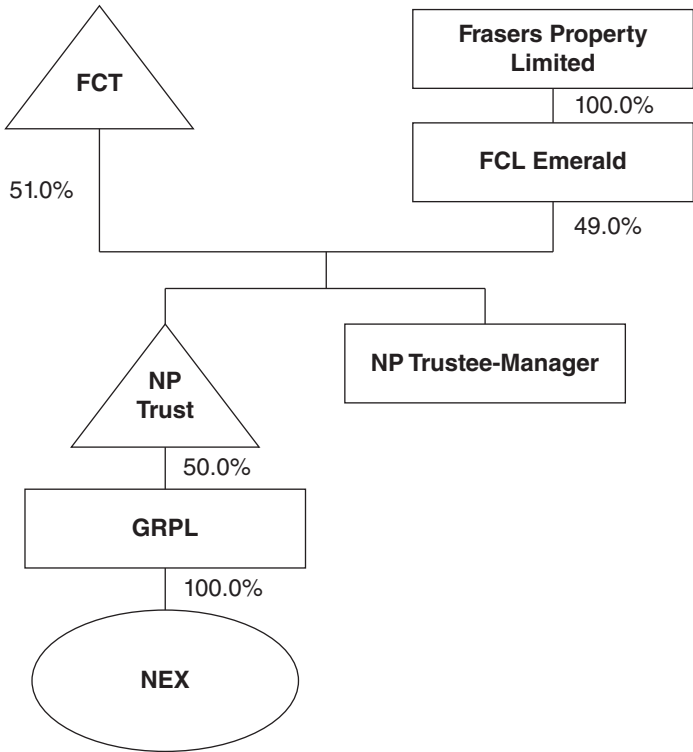 FCT
Frasers Property
Limited
100.0%
FCL Emerald
51.0%
49.0%
NP
Trust
NP Trustee-Manager
50.0%
GRPL
100.0%
NEX